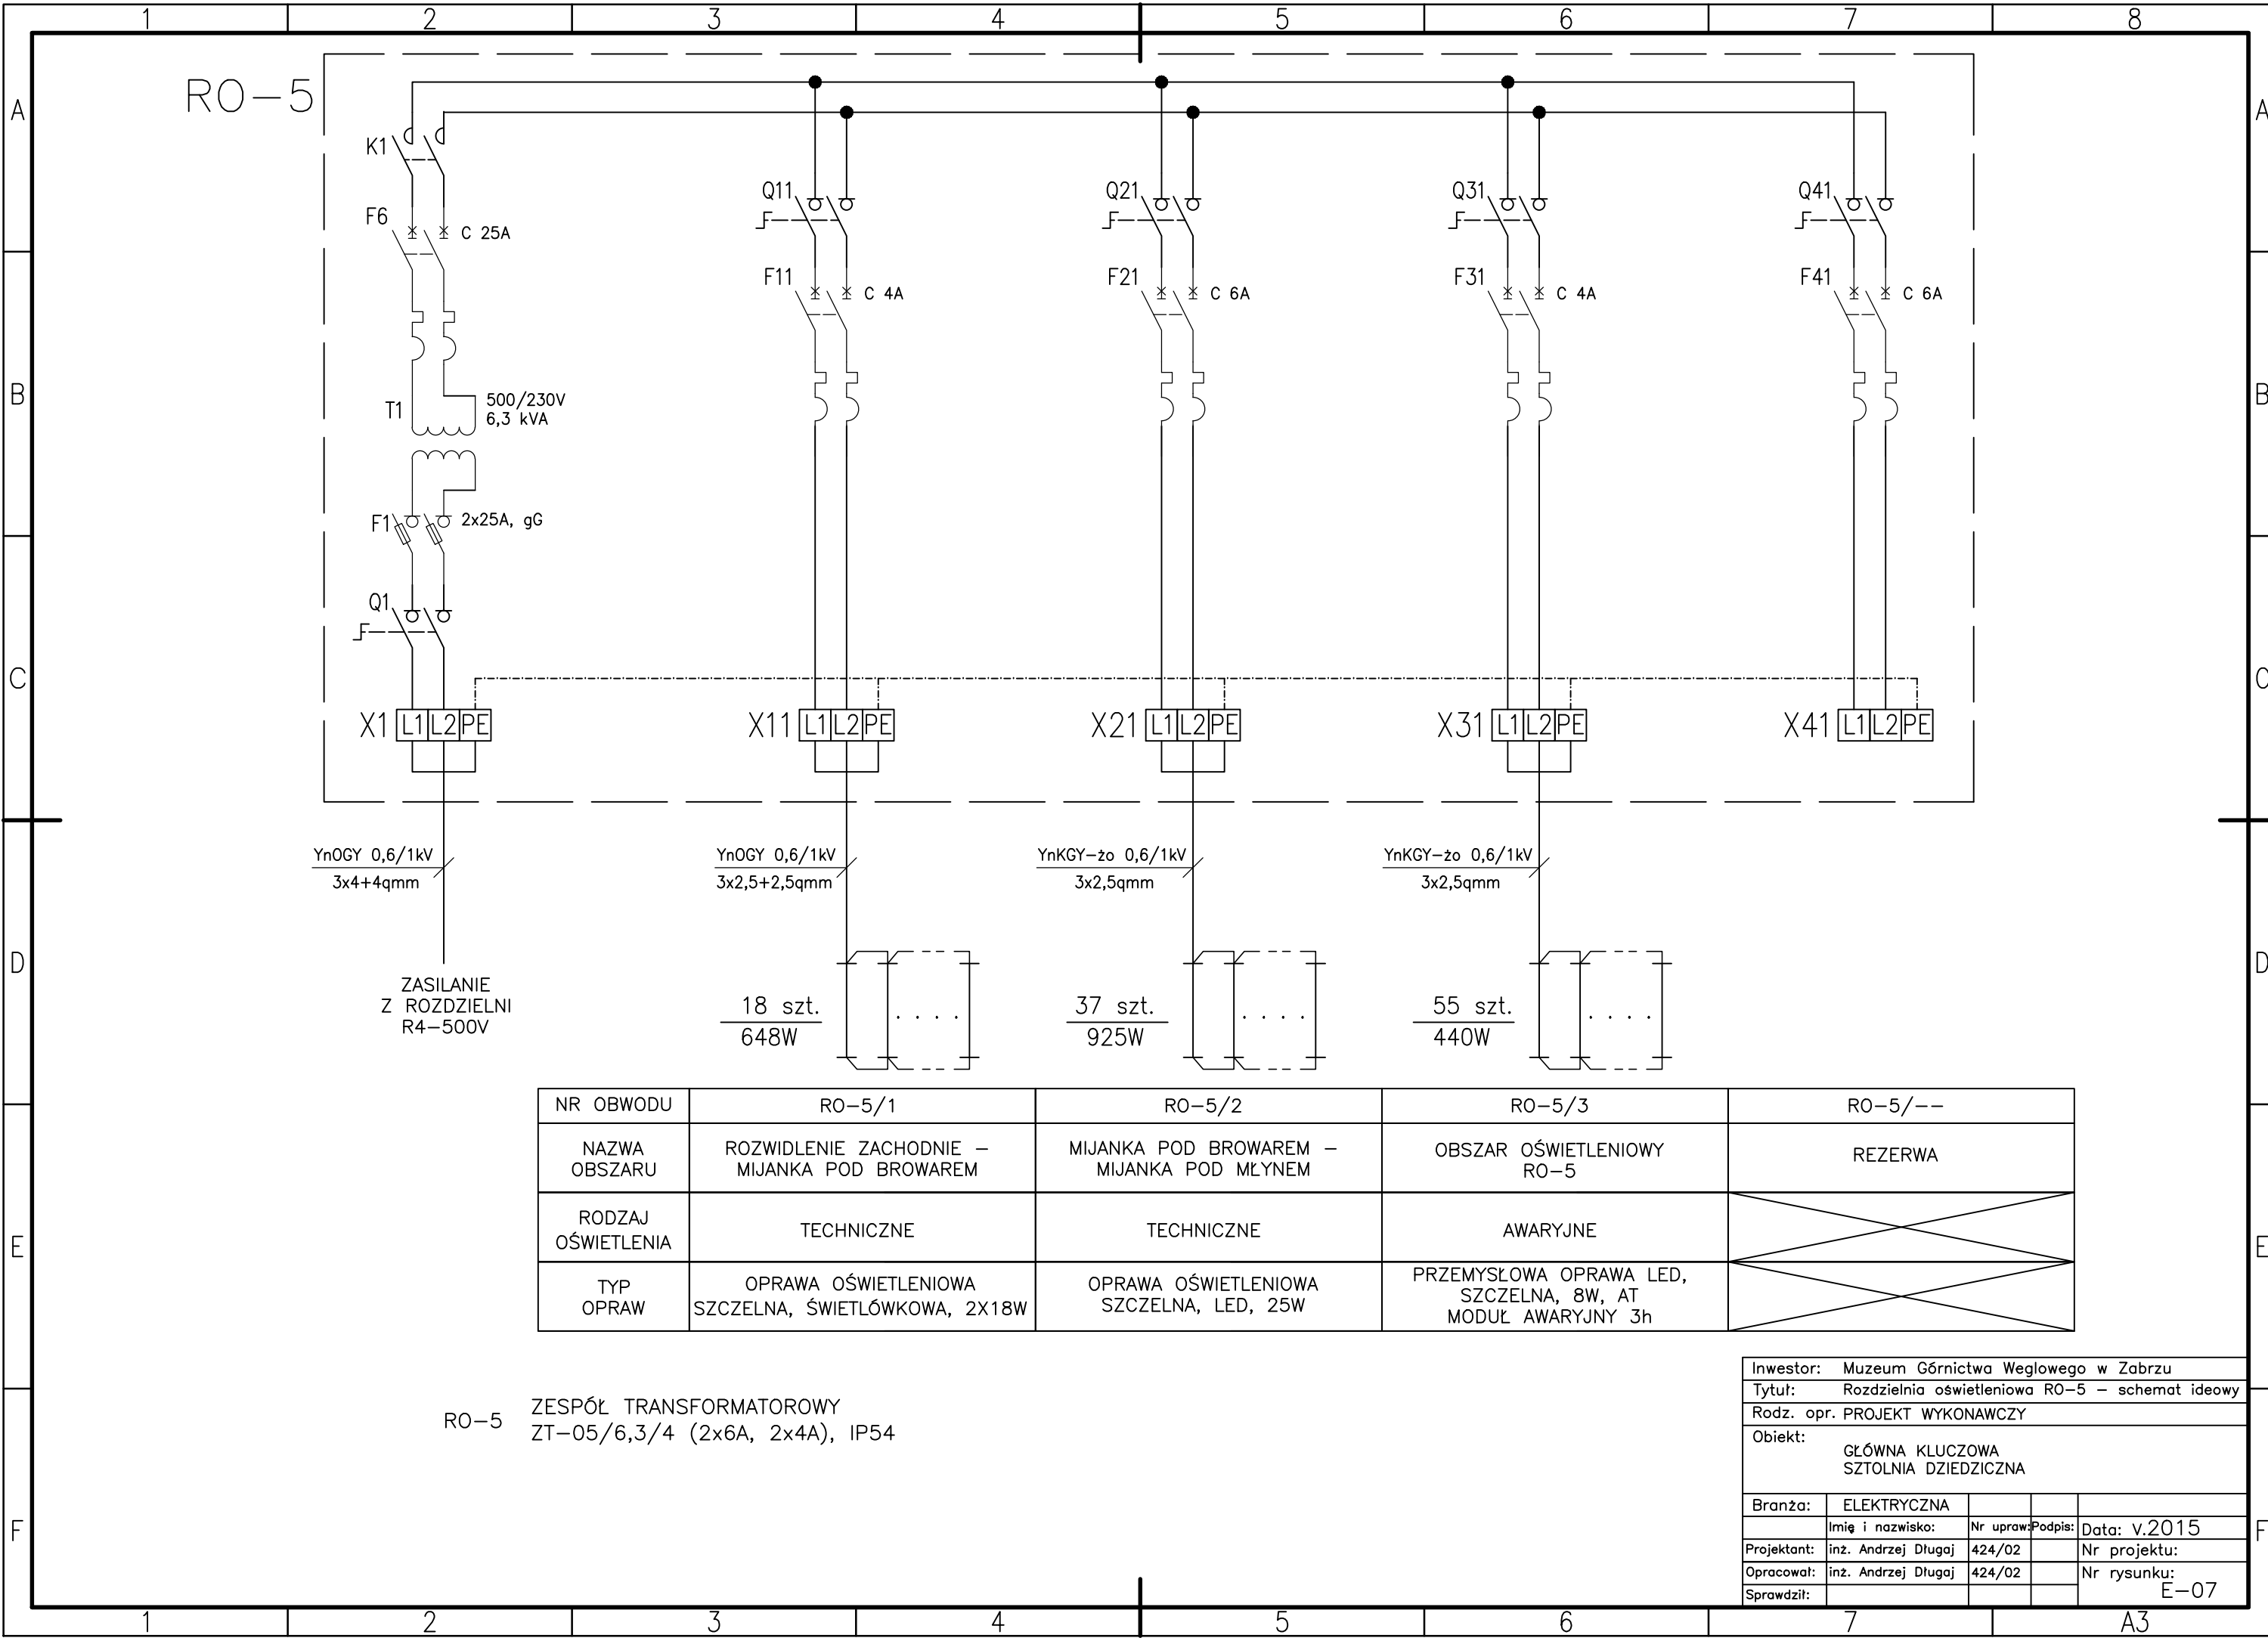 1 2 3 4 5 6 7 8
A A
RO-5
K1
F6
C 25A
Q11
Q21
Q31
Q41
F11
C 4A
F21
C 6A
F31
C 4A
F41
C 6A
B B
T1
500/230V
6,3 kVA
F1
2x25A, gG
Q1
C C
X1 L1 L2 PE
X11 L1 L2 PE
X21 L1 L2 PE
X31 L1 L2 PE
X41 L1 L2 PE
YnOGY 0,6/1kV
3x4+4qmm
YnOGY 0,6/1kV
3x2,5+2,5qmm
YnKGY-żo 0,6/1kV
3x2,5qmm
YnKGY-żo 0,6/1kV
3x2,5qmm
D D
ZASILANIE
Z ROZDZIELNI
R4-500V
18 szt.
648W
37 szt.
925W
55 szt.
440W
NR OBWODU RO-5/1 RO-5/2 RO-5/3 RO-5/--
NAZWA
OBSZARU
ROZWIDLENIE ZACHODNIE -
MIJANKA POD BROWAREM
MIJANKA POD BROWAREM -
MIJANKA POD MŁYNEM
OBSZAR OŚWIETLENIOWY
RO-5
REZERWA
RODZAJ
OŚWIETLENIA
TECHNICZNE
TECHNICZNE
AWARYJNE
E E
TYP
OPRAW
OPRAWA OŚWIETLENIOWA
SZCZELNA, ŚWIETLÓWKOWA, 2X18W
OPRAWA OŚWIETLENIOWA
SZCZELNA, LED, 25W
PRZEMYSŁOWA OPRAWA LED,
SZCZELNA, 8W, AT
MODUŁ AWARYJNY 3h
RO-5
ZESPÓŁ TRANSFORMATOROWY
ZT-05/6,3/4 (2x6A, 2x4A), IP54
Inwestor: Muzeum Górnictwa Weglowego w Zabrzu
Tytuł: Rozdzielnia oświetleniowa RO-5 - schemat ideowy
Rodz. opr. PROJEKT WYKONAWCZY
Obiekt:
GŁÓWNA KLUCZOWA
SZTOLNIA DZIEDZICZNA
Branża: ELEKTRYCZNA
Imię i nazwisko: Nr upraw: Podpis: Data: V.2015
Projektant: inż. Andrzej Długaj 424/02 Nr projektu:
Opracował: inż. Andrzej Długaj 424/02 Nr rysunku:
Sprawdził: E-07
F F
1 2 3 4 5 6 7 A3